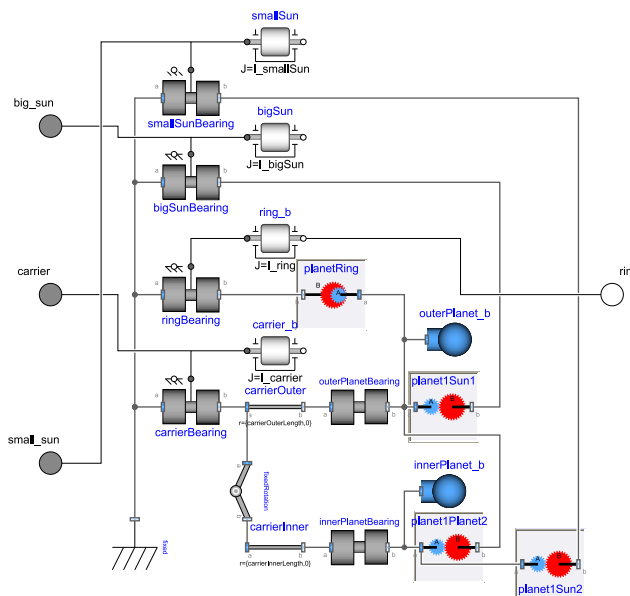 smallSun
J=I_smallSun
a
b
smallSunBearing
big_sun
bigSun
J=I_bigSun
a
b
bigSunBearing
ring_b
J=I_ring
carrier
planetRing
B
A
a
b
ringBearing
b
a
rin
carrier_b
J=I_carrier
outerPlanet_b
carrierOuter
outerPlanetBearing
planet1Sun1
a
b
a
b
a
b
A
B
a
b
carrierBearing
r={carrierOuterLength,0}
small_sun
fixedRotation
innerPlanet_b
carrierInner
innerPlanetBearing
planet1Planet2
a
b
a
b
A
B
a
b
r={carrierInnerLength,0}
fixed
A
B
a
b
planet1Sun2